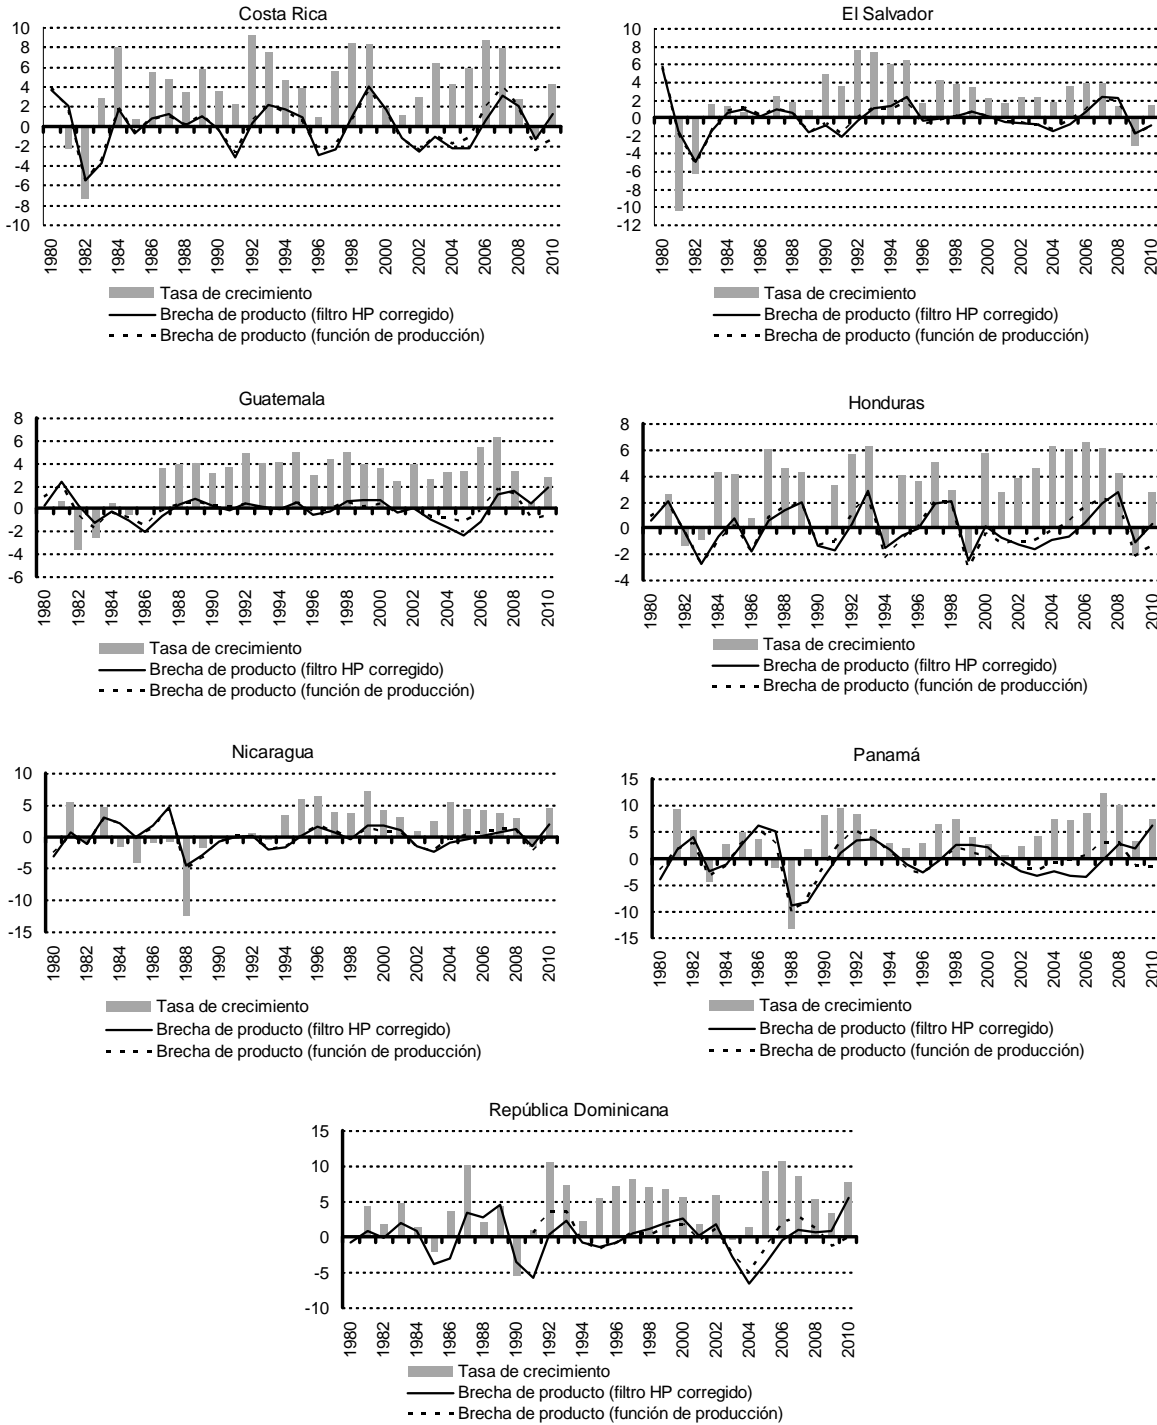 Costa Rica
10
8
6
4
2
0
-2
-4
-6
-8
-10
1980 1982 1984 1986 1988 1990 1992 1994 1996 1998 2000 2002 2004 2006 2008 2010
Tasa de crecimiento
Brecha de producto (filtro HP corregido)
Brecha de producto (función de producción)
El Salvador
10
8
6
4
2
0
-2
-4
-6
-8
-10
-12
1980 1982 1984 1986 1988 1990 1992 1994 1996 1998 2000 2002 2004 2006 2008 2010
Tasa de crecimiento
Brecha de producto (filtro HP corregido)
Brecha de producto (función de producción)
Guatemala
8
6
4
2
0
-2
-4
-6
1980 1982 1984 1986 1988 1990 1992 1994 1996 1998 2000 2002 2004 2006 2008 2010
Tasa de crecimiento
Brecha de producto (filtro HP corregido)
Brecha de producto (función de producción)
Honduras
8
6
4
2
0
-2
-4
1980 1982 1984 1986 1988 1990 1992 1994 1996 1998 2000 2002 2004 2006 2008 2010
Tasa de crecimiento
Brecha de producto (filtro HP corregido)
Brecha de producto (función de producción)
Nicaragua
10
5
0
-5
-10
-15
1980 1982 1984 1986 1988 1990 1992 1994 1996 1998 2000 2002 2004 2006 2008 2010
Tasa de crecimiento
Brecha de producto (filtro HP corregido)
Brecha de producto (función de producción)
Panamá
15
10
5
0
-5
-10
-15
1980 1982 1984 1986 1988 1990 1992 1994 1996 1998 2000 2002 2004 2006 2008 2010
Tasa de crecimiento
Brecha de producto (filtro HP corregido)
Brecha de producto (función de producción)
República Dominicana
15
10
5
0
-5
-10
1980 1982 1984 1986 1988 1990 1992 1994 1996 1998 2000 2002 2004 2006 2008 2010
Tasa de crecimiento
Brecha de producto (filtro HP corregido)
Brecha de producto (función de producción)